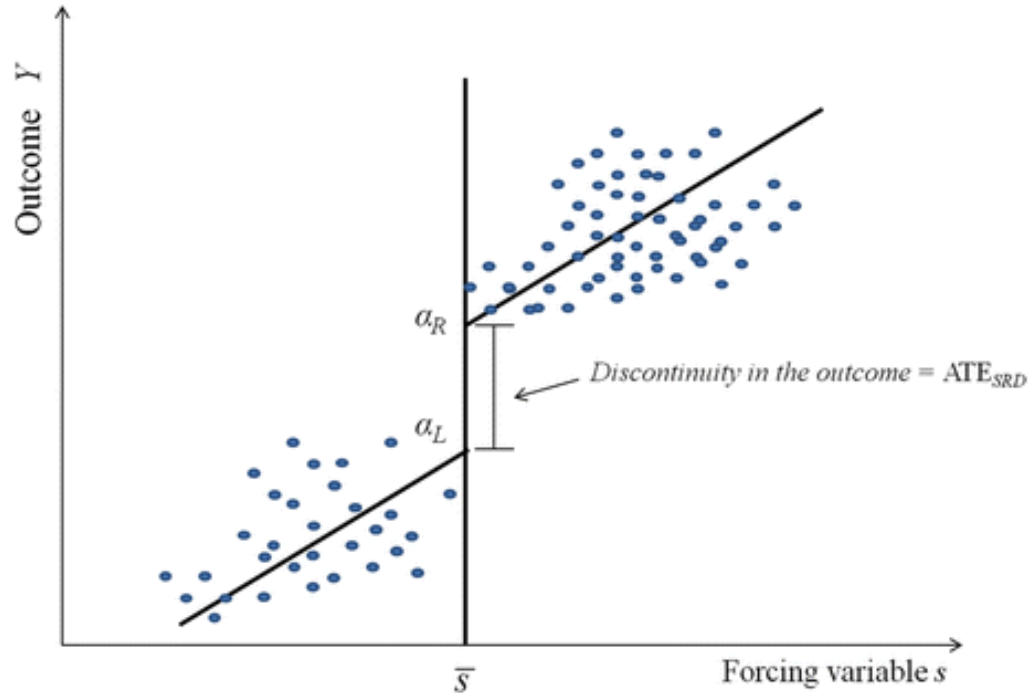 Outcome Y
α_R
Discontinuity in the outcome = ATE_SRD
α_L
s̅
Forcing variable s